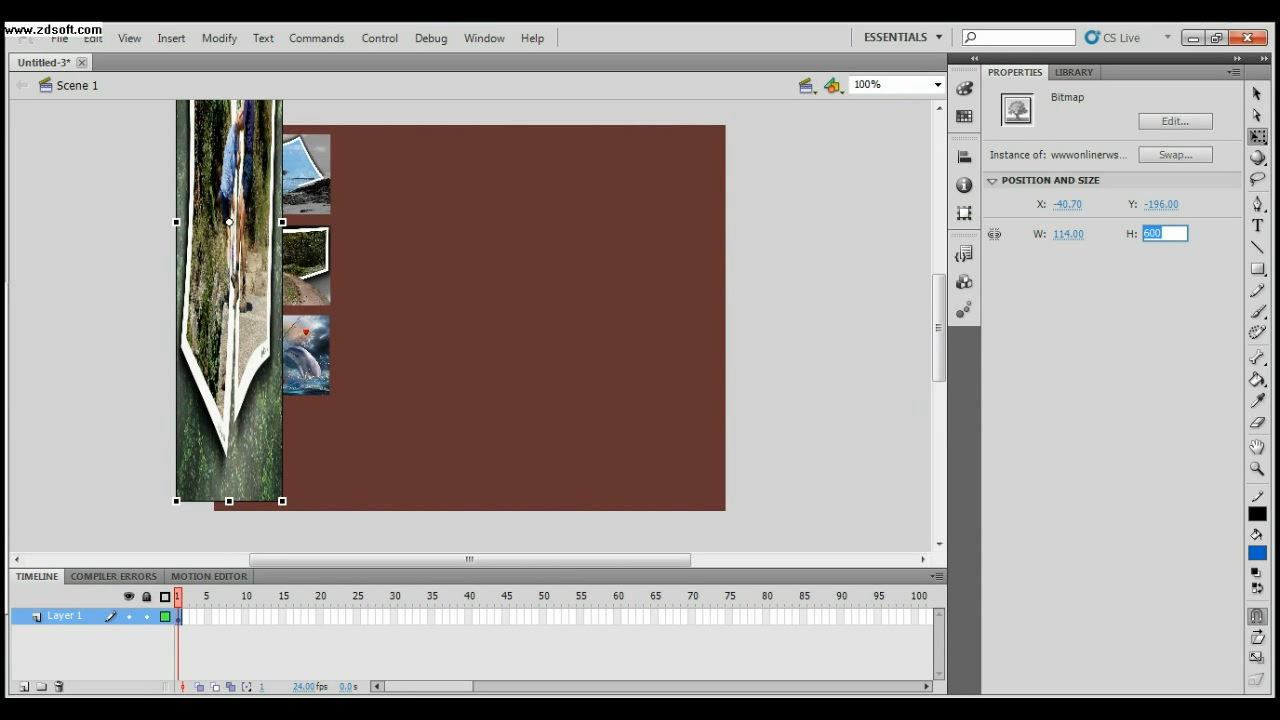 www.zdsoft.com
File Edit View Insert Modify Text Commands Control Debug Window Help
ESSENTIALS
CS Live
Untitled-3*
Scene 1
100%
PROPERTIES LIBRARY
Bitmap
Edit...
Instance of: wwwonlinerws... Swap...
POSITION AND SIZE
X: -40.70 Y: -196.00
W: 114.00 H: 600
TIMELINE COMPILER ERRORS MOTION EDITOR
1 5 10 15 20 25 30 35 40 45 50 55 60 65 70 75 80 85 90 95 100
Layer 1
1 24.00 fps 0.0 s